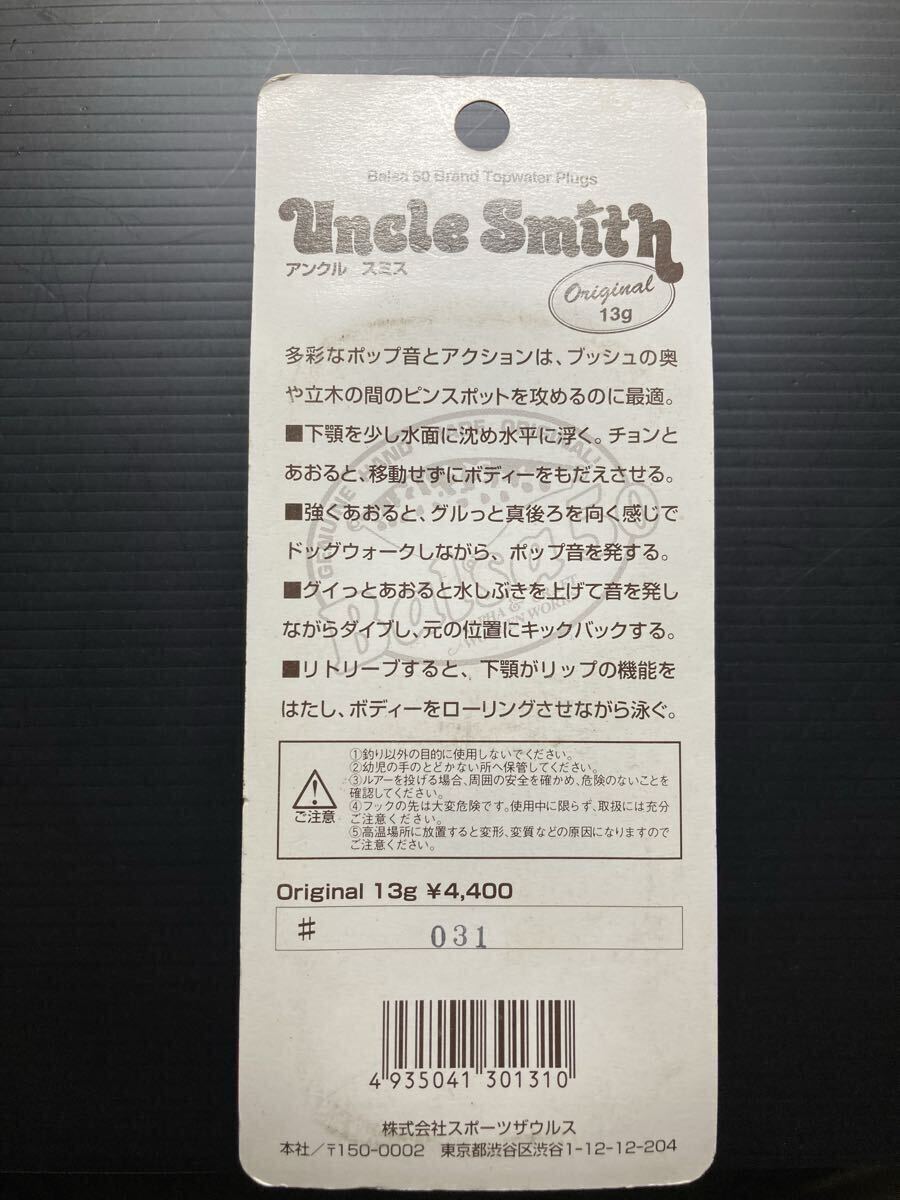 Balsa 50 Brand Topwater Plugs
Uncle Smith
アンクル スミス
Original
13g
多彩なポップ音とアクションは、ブッシュの奥
や立木の間のピンスポットを攻めるのに最適。
■下顎を少し水面に沈め水平に浮く。チョンと
あおると、移動せずにボディーをもだえさせる。
■強くあおると、グルっと真後ろを向く感じで
ドッグウォークしながら、ポップ音を発する。
■グイっとあおると水しぶきを上げて音を発し
ながらダイブし、元の位置にキックバックする。
■リトリーブすると、下顎がリップの機能を
はたし、ボディーをローリングさせながら泳ぐ。
GENUINE HAND MADE ORIGINAL
Balsa50
ご注意
①釣り以外の目的に使用しないでください。
②幼児の手のとどかない所へ保管してください。
③ルアーを投げる場合、周囲の安全を確かめ、危険のないことを
確認してください。
④フックの先は大変危険です。使用中に限らず、取扱には充分
ご注意ください。
⑤高温場所に放置すると変形、変質などの原因になりますので
ご注意ください。
Original 13g ¥4,400
# 031
4 935041 301310
株式会社スポーツザウルス
本社/〒150-0002 東京都渋谷区渋谷1-12-12-204